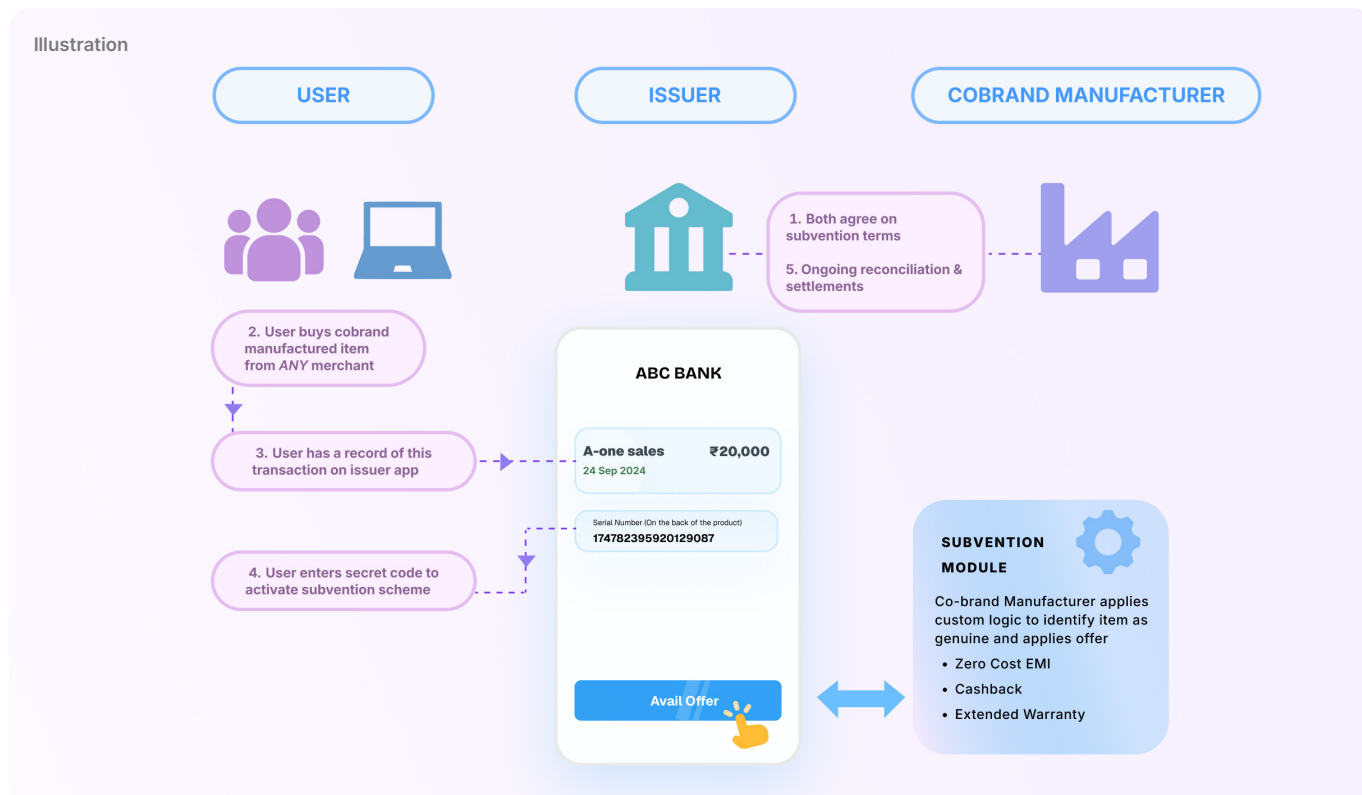 Illustration
USER
ISSUER
COBRAND MANUFACTURER
1. Both agree on
subvention terms
5. Ongoing reconciliation &
settlements
2. User buys cobrand
manufactured item
from ANY merchant
3. User has a record of this
transaction on issuer app
4. User enters secret code to
activate subvention scheme
ABC BANK
A-one sales ₹20,000
24 Sep 2024
Serial Number (On the back of the product)
174782395920129087
Avail Offer
SUBVENTION
MODULE
Co-brand Manufacturer applies
custom logic to identify item as
genuine and applies offer
• Zero Cost EMI
• Cashback
• Extended Warranty